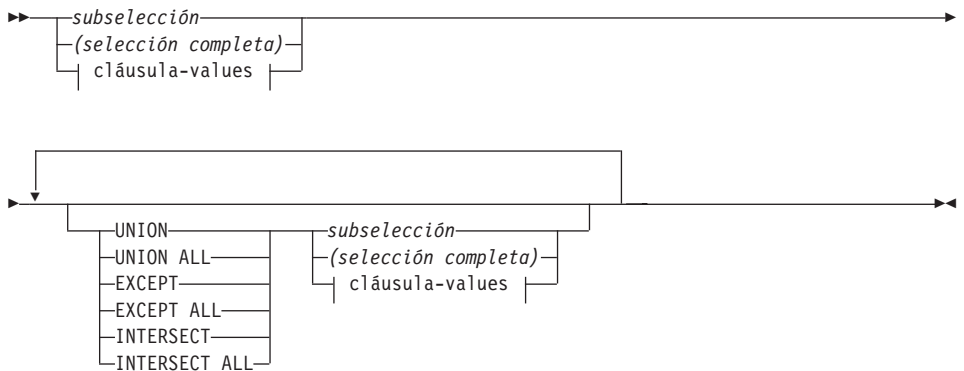 subselección
(selección completa)
cláusula-values
UNION
UNION ALL
EXCEPT
EXCEPT ALL
INTERSECT
INTERSECT ALL
subselección
(selección completa)
cláusula-values